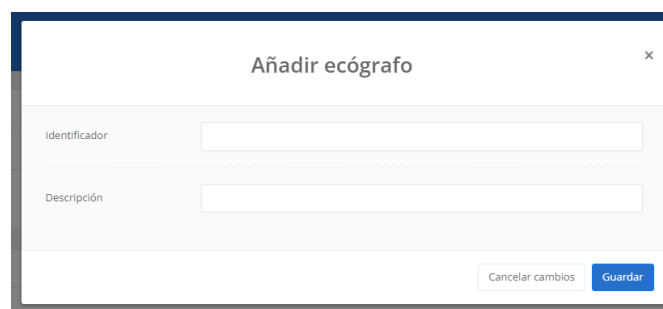 Añadir ecógrafo
×
Identificador
Descripción
Cancelar cambios
Guardar